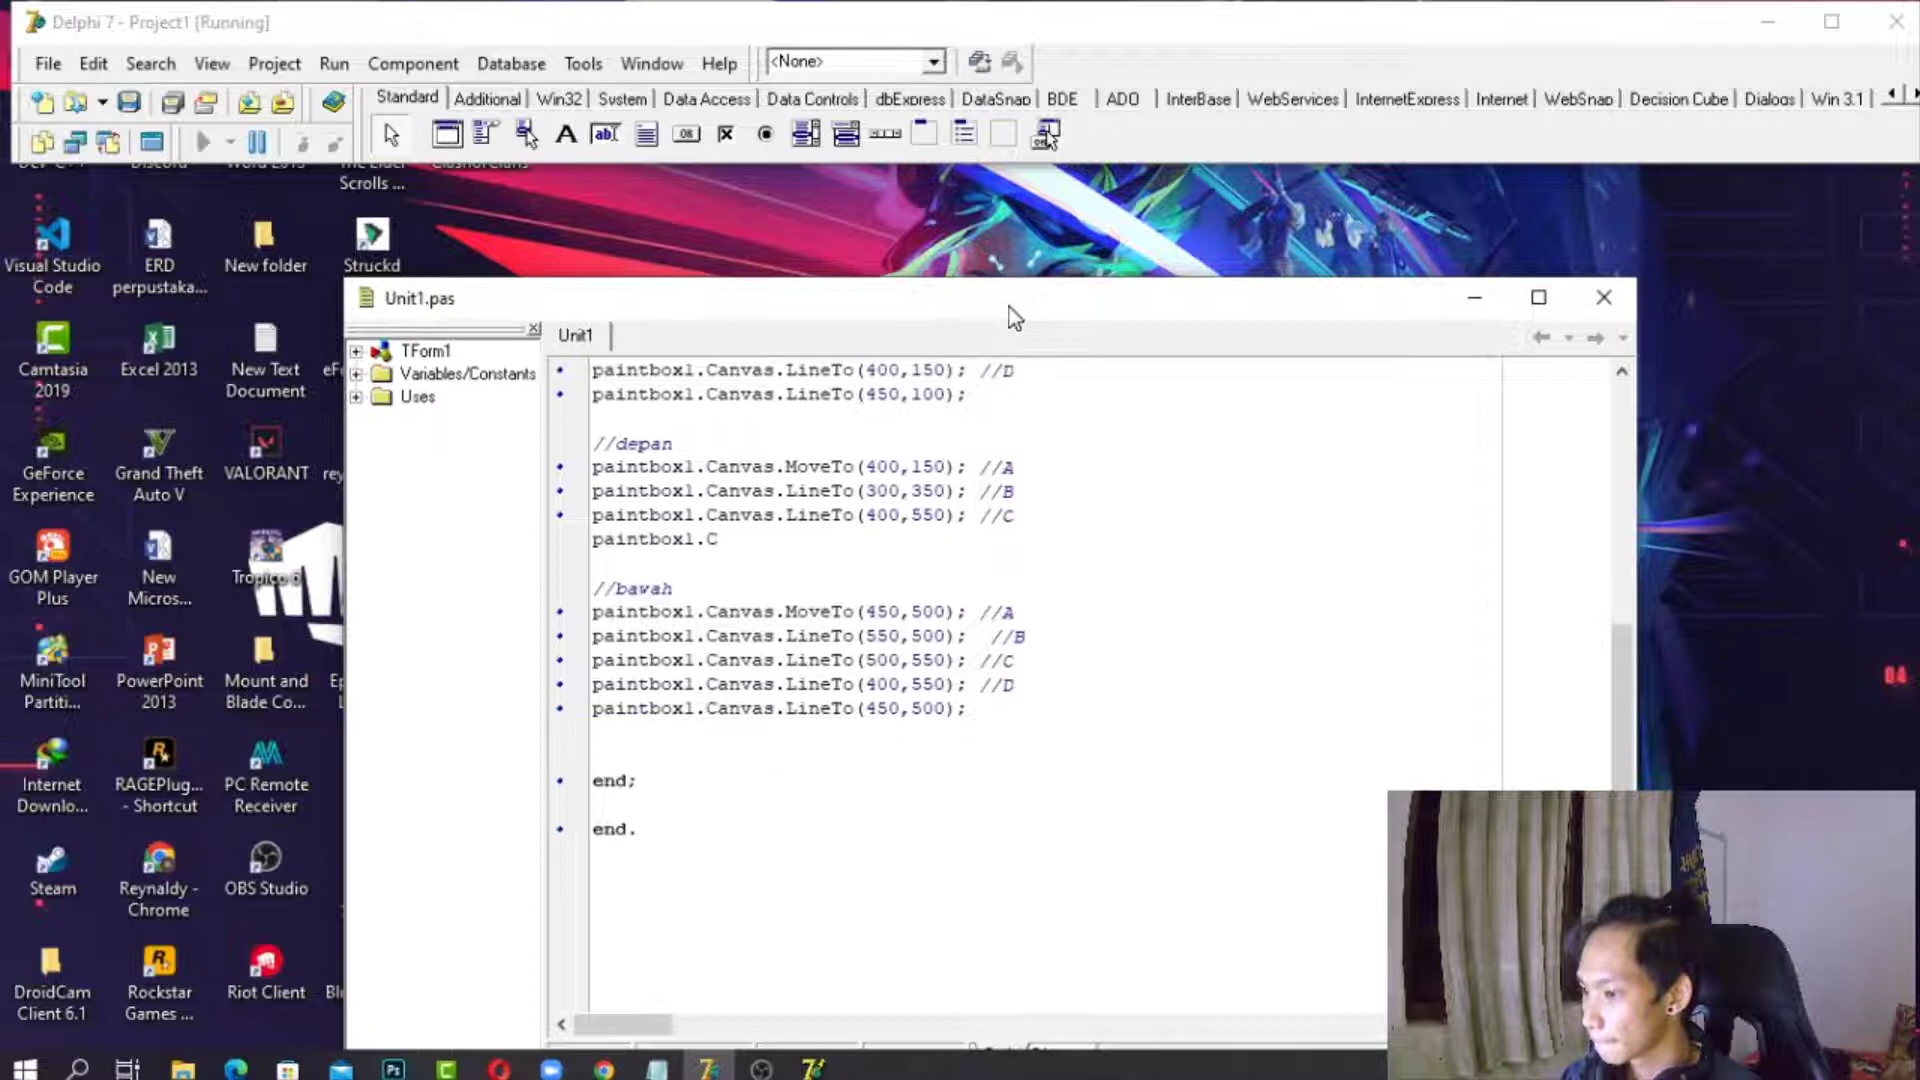 Delphi 7 - Project1 [Running]
File Edit Search View Project Run Component Database Tools Window Help <None>
Standard Additional Win32 System Data Access Data Controls dbExpress DataSnap BDE ADO InterBase WebServices InternetExpress Internet WebSnap Decision Cube Dialogs Win 3.1
Scrolls ...
Visual Studio Code
ERD perpustaka...
New folder
Struckd
Camtasia 2019
Excel 2013
New Text Document
GeForce Experience
Grand Theft Auto V
VALORANT
GOM Player Plus
New Micros...
Tropico 6
MiniTool Partiti...
PowerPoint 2013
Mount and Blade Co...
Internet Downlo...
RAGEPlug... - Shortcut
PC Remote Receiver
Steam
Reynaldy - Chrome
OBS Studio
DroidCam Client 6.1
Rockstar Games ...
Riot Client
Unit1.pas
TForm1
Variables/Constants
Uses
Unit1
paintbox1.Canvas.LineTo(400,150); //D
paintbox1.Canvas.LineTo(450,100);
//depan
paintbox1.Canvas.MoveTo(400,150); //A
paintbox1.Canvas.LineTo(300,350); //B
paintbox1.Canvas.LineTo(400,550); //C
paintbox1.C
//bawah
paintbox1.Canvas.MoveTo(450,500); //A
paintbox1.Canvas.LineTo(550,500); //B
paintbox1.Canvas.LineTo(500,550); //C
paintbox1.Canvas.LineTo(400,550); //D
paintbox1.Canvas.LineTo(450,500);
end;
end.
04